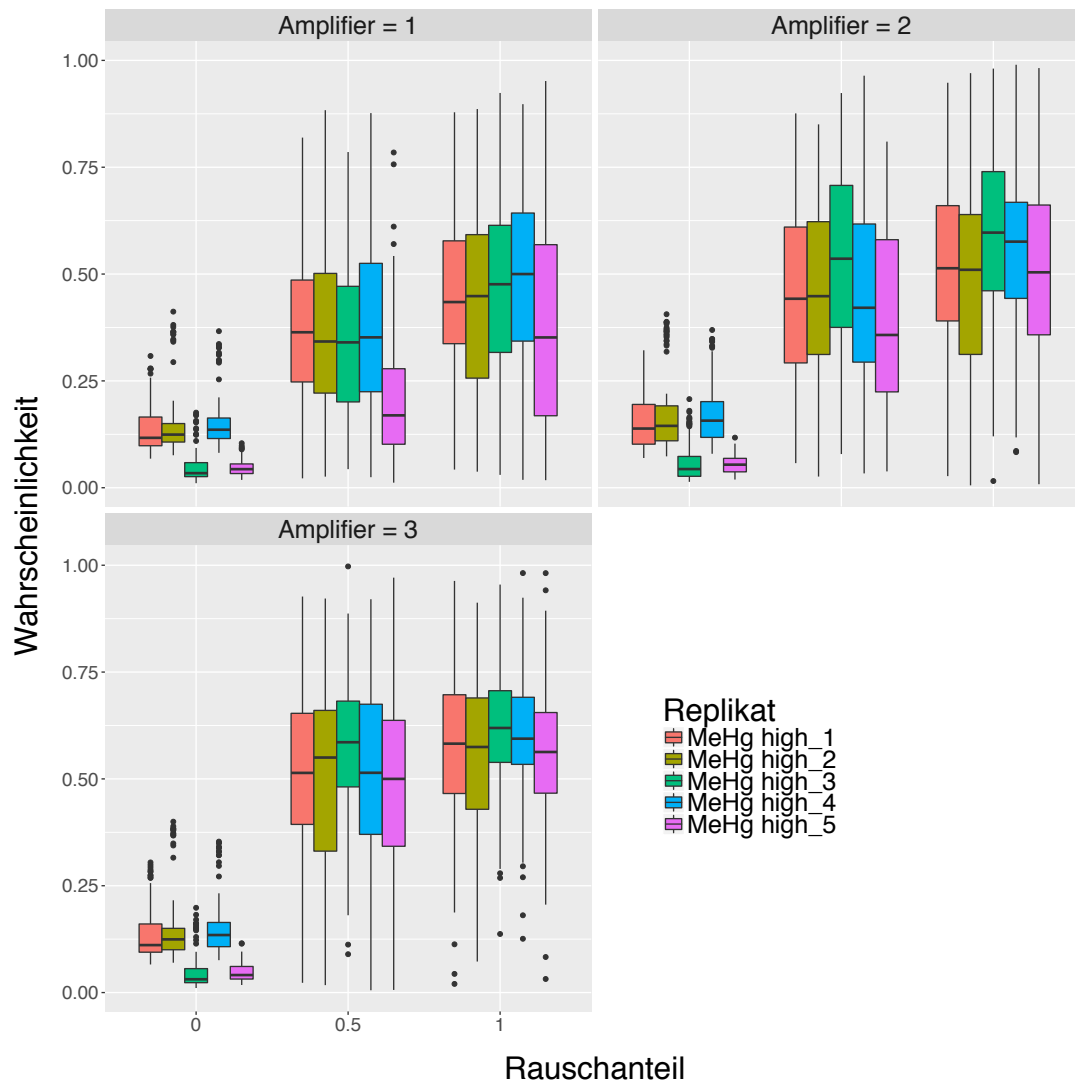 Amplifier = 1
Amplifier = 2
1.00
0.75
0.50
0.25
0.00
Amplifier = 3
1.00
0.75
0.50
0.25
0.00
0
0.5
1
Wahrscheinlichkeit
Rauschanteil
Replikat
MeHg high_1
MeHg high_2
MeHg high_3
MeHg high_4
MeHg high_5